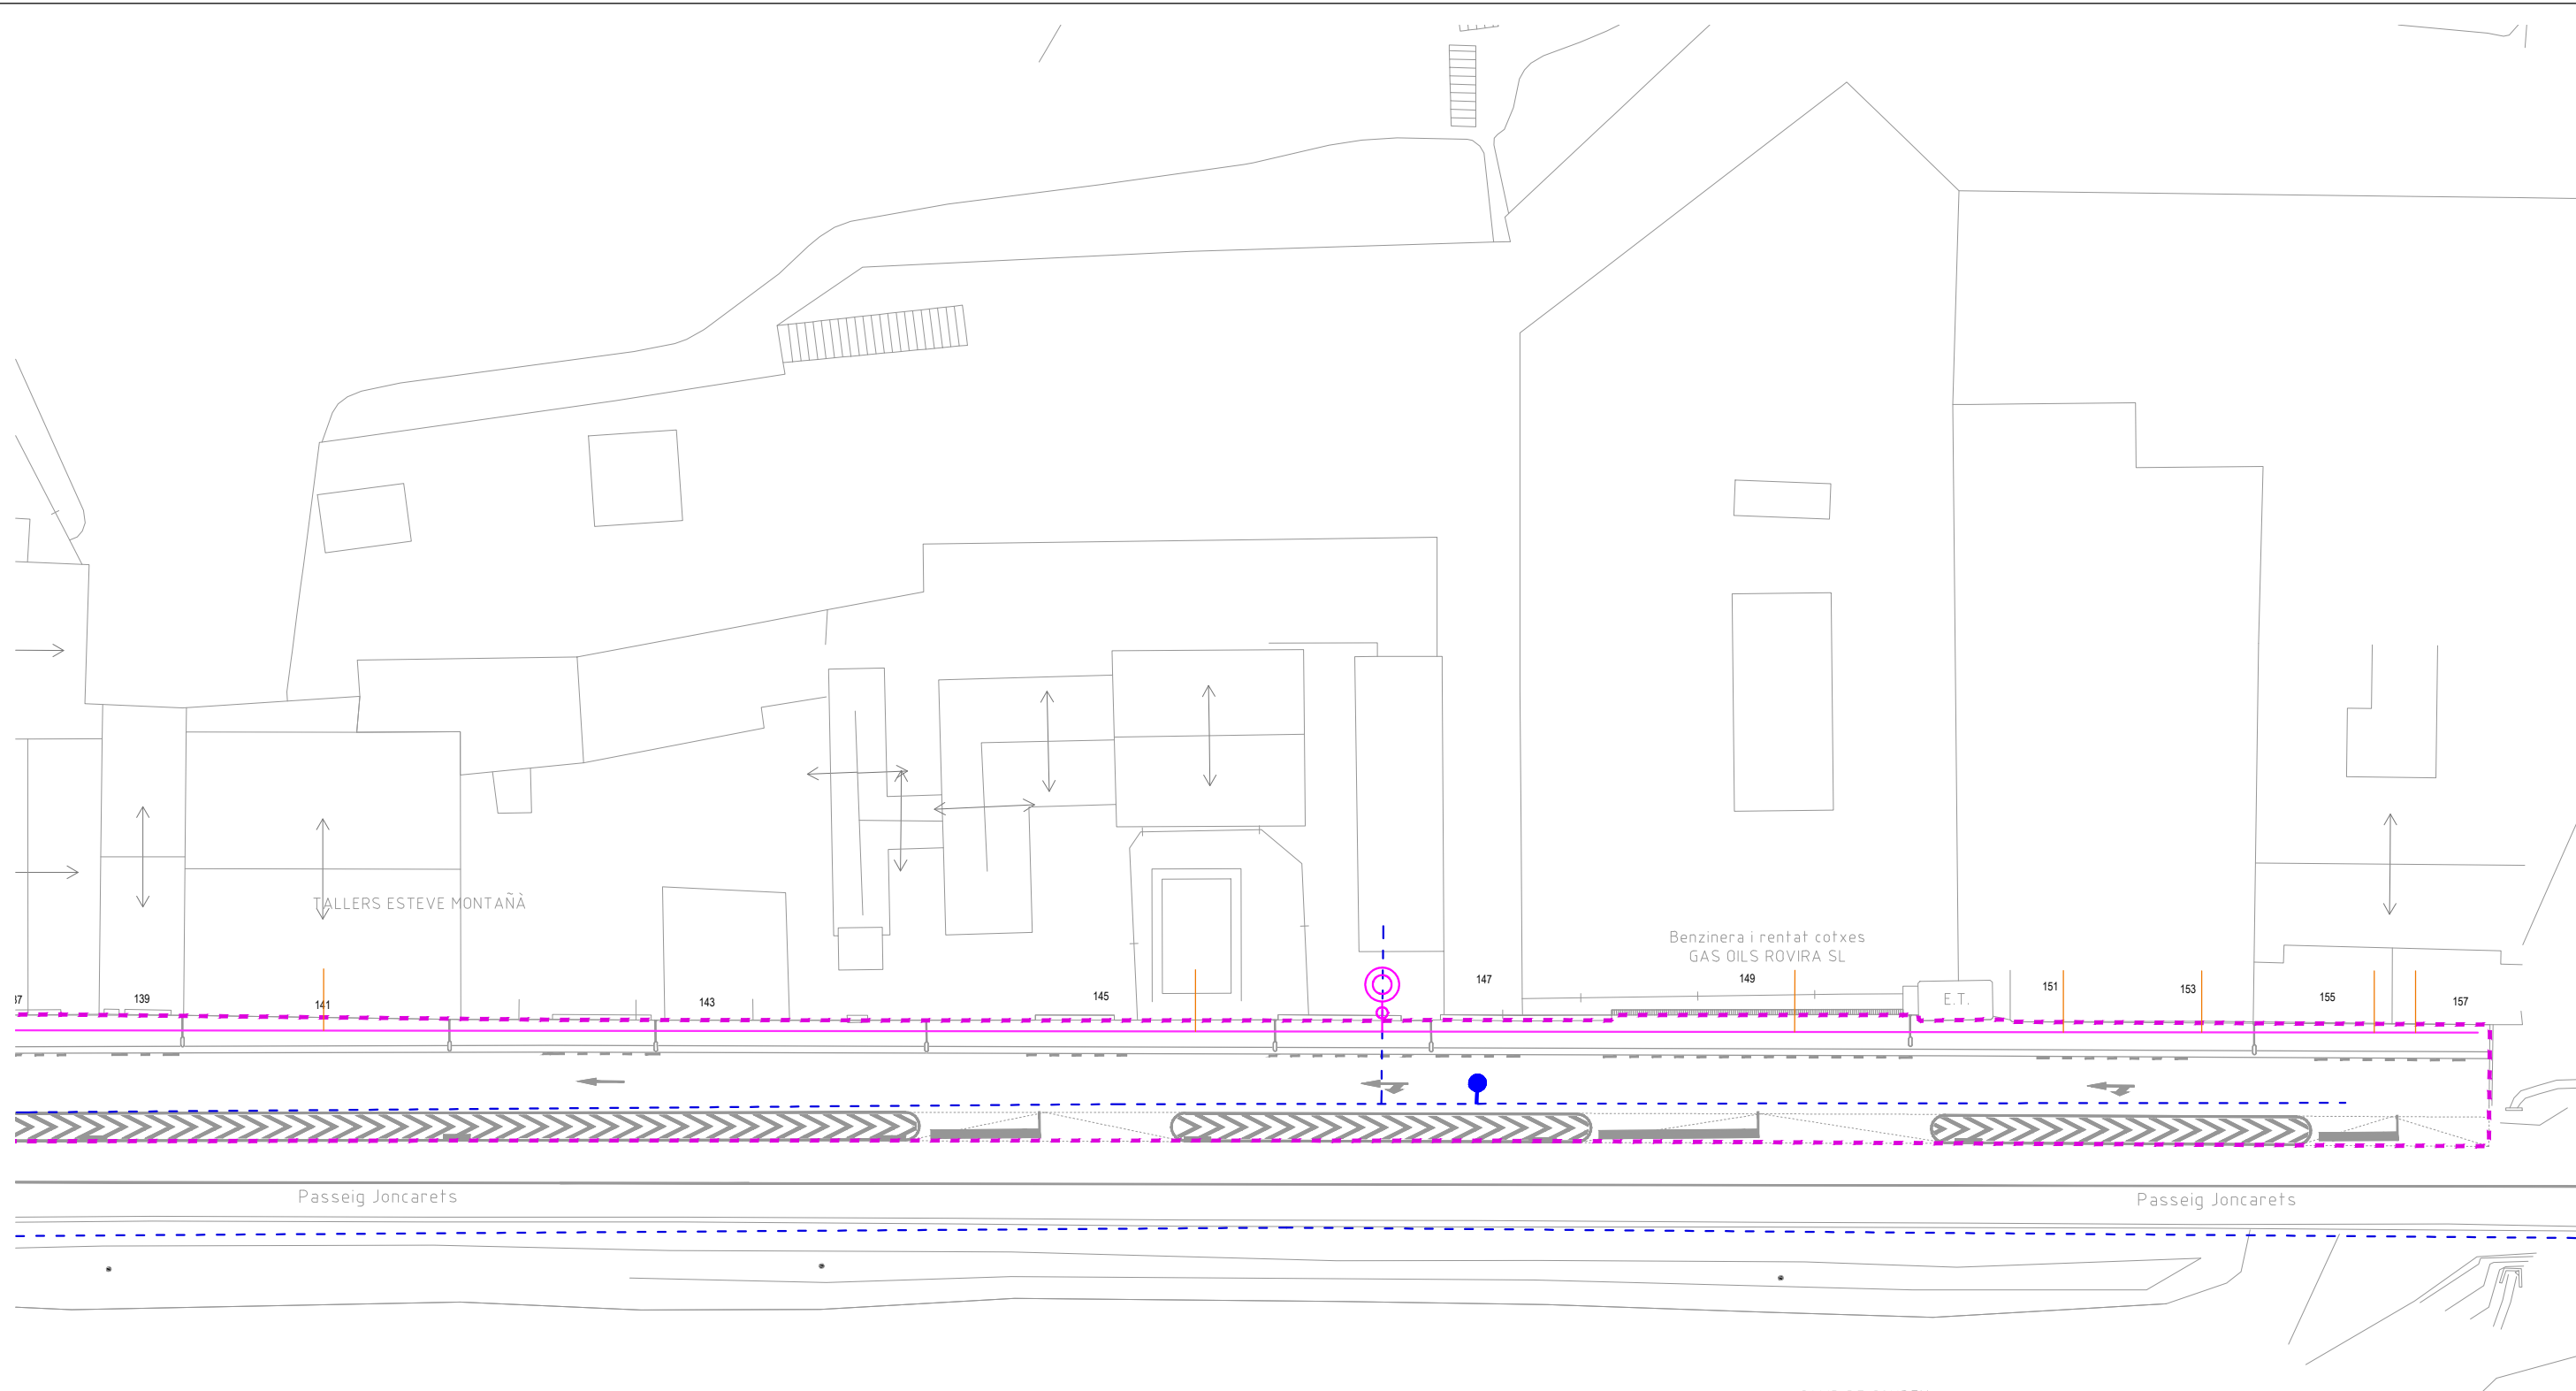 TALLERS ESTEVE MONTAÑÀ
Benzinera i rentat cotxes
GAS OILS ROVIRA SL
E.T.
139
141
143
145
147
149
151
153
155
157
Passeig Joncarets
Passeig Joncarets